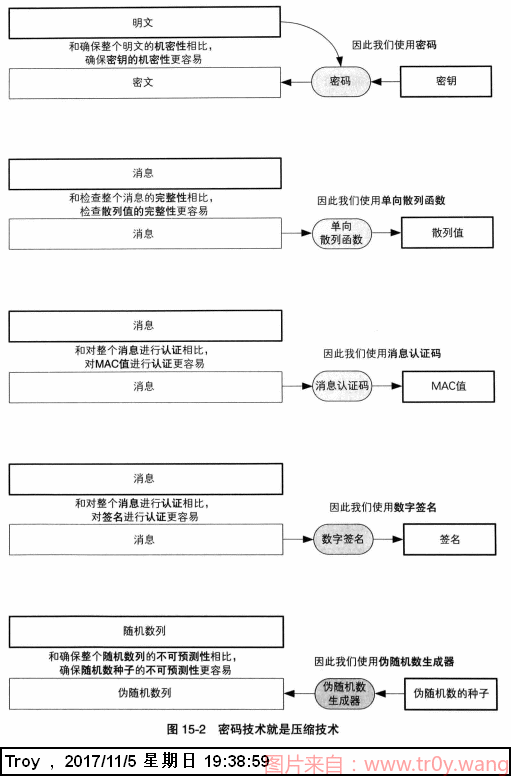 明文
和确保整个明文的机密性相比，
确保密钥的机密性更容易
因此我们使用密码
密文
密码
密钥
消息
和检查整个消息的完整性相比，
检查散列值的完整性更容易
因此我们使用单向散列函数
消息
单向
散列函数
散列值
消息
和对整个消息进行认证相比，
对MAC值进行认证更容易
因此我们使用消息认证码
消息
消息认证码
MAC值
消息
和对整个消息进行认证相比，
对签名进行认证更容易
因此我们使用数字签名
消息
数字签名
签名
随机数列
和确保整个随机数列的不可预测性相比，
确保随机数种子的不可预测性更容易
因此我们使用伪随机数生成器
伪随机数列
伪随机数
生成器
伪随机数的种子
图 15-2 密码技术就是压缩技术
Troy , 2017/11/5 星期日 19:38:59
图片来自：www.tr0y.wang